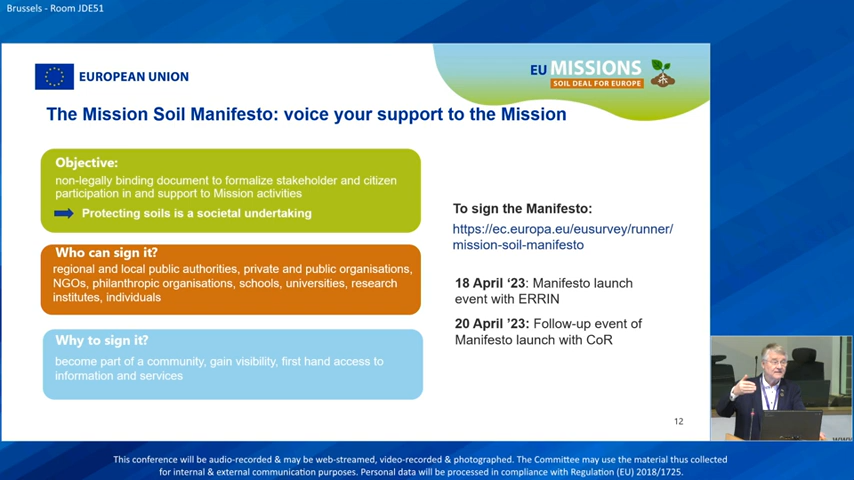 Brussels - Room JDE51
EUROPEAN UNION
EU MISSIONS
SOIL DEAL FOR EUROPE
The Mission Soil Manifesto: voice your support to the Mission
Objective:
non-legally binding document to formalize stakeholder and citizen
participation in and support to Mission activities
Protecting soils is a societal undertaking
Who can sign it?
regional and local public authorities, private and public organisations,
NGOs, philanthropic organisations, schools, universities, research
institutes, individuals
Why to sign it?
become part of a community, gain visibility, first hand access to
information and services
To sign the Manifesto:
https://ec.europa.eu/eusurvey/runner/
mission-soil-manifesto
18 April ‘23: Manifesto launch
event with ERRIN
20 April ’23: Follow-up event of
Manifesto launch with CoR
12
This conference will be audio-recorded & may be web-streamed, video-recorded & photographed. The Committee may use the material thus collected
for internal & external communication purposes. Personal data will be processed in compliance with Regulation (EU) 2018/1725.